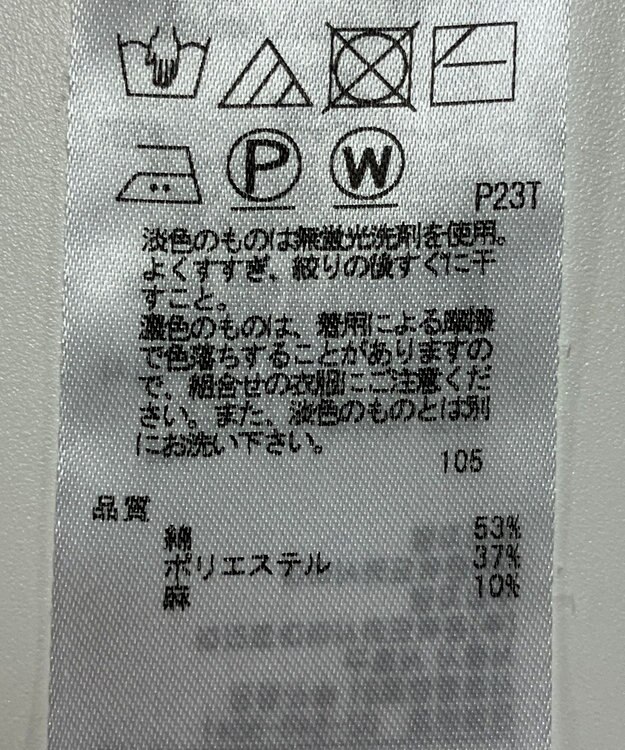 P
W
P23T
淡色のものは無蛍光洗剤を使用。
よくすすぎ、絞りの後すぐに干
すこと。
濃色のものは、着用による摩擦
で色落ちすることがありますの
で、組合せの衣服にご注意くだ
さい。また、淡色のものとは別
にお洗い下さい。
105
品質
綿 53%
ポリエステル 37%
麻 10%